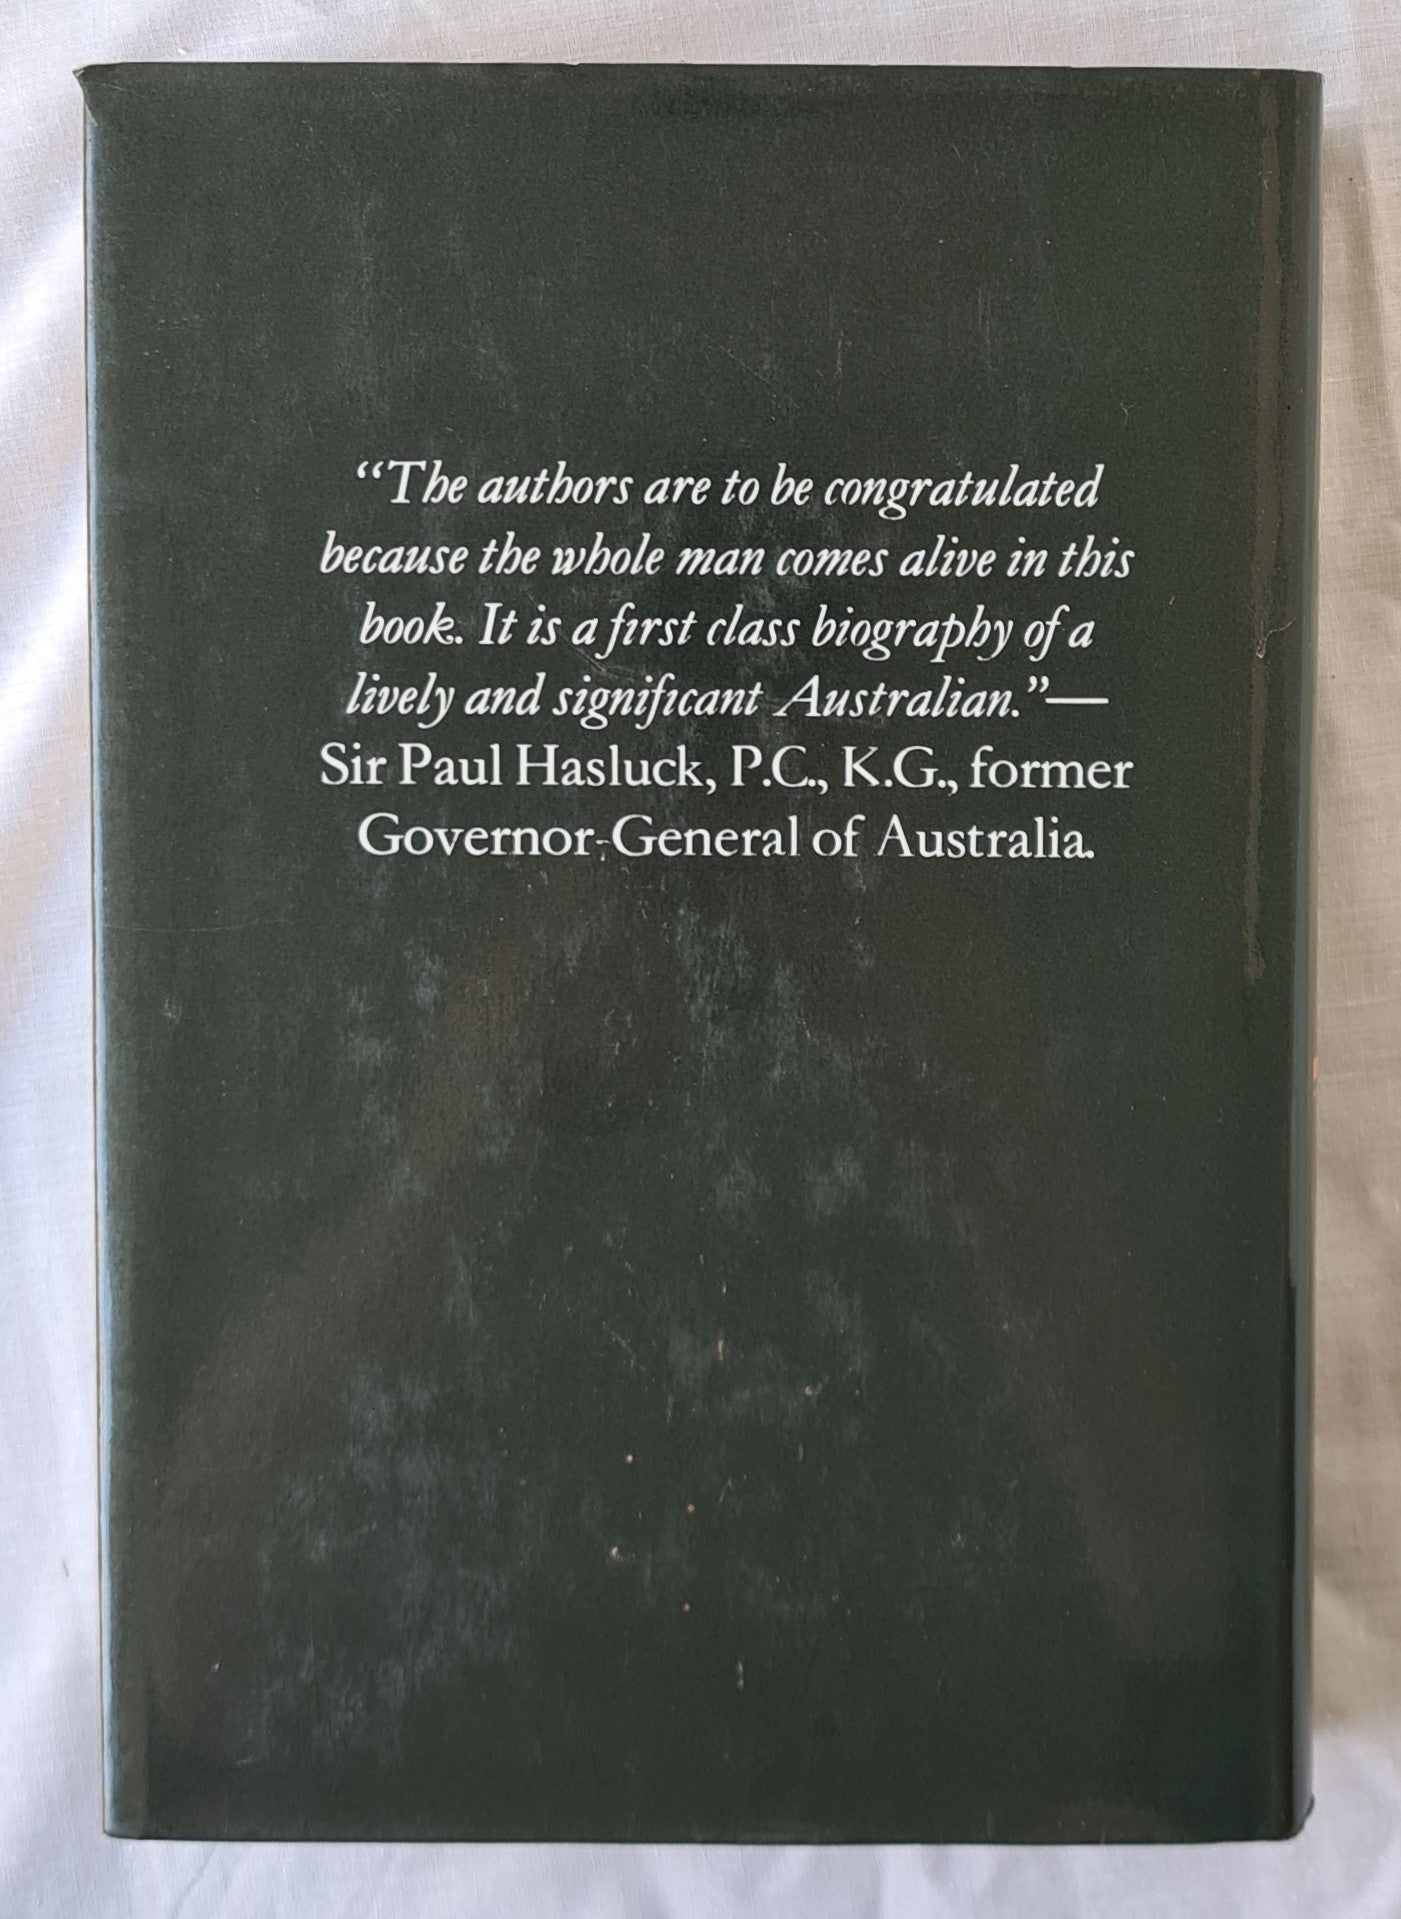 “The authors are to be congratulated
because the whole man comes alive in this
book. It is a first class biography of a
lively and significant Australian.”—
Sir Paul Hasluck, P.C., K.G., former
Governor-General of Australia.